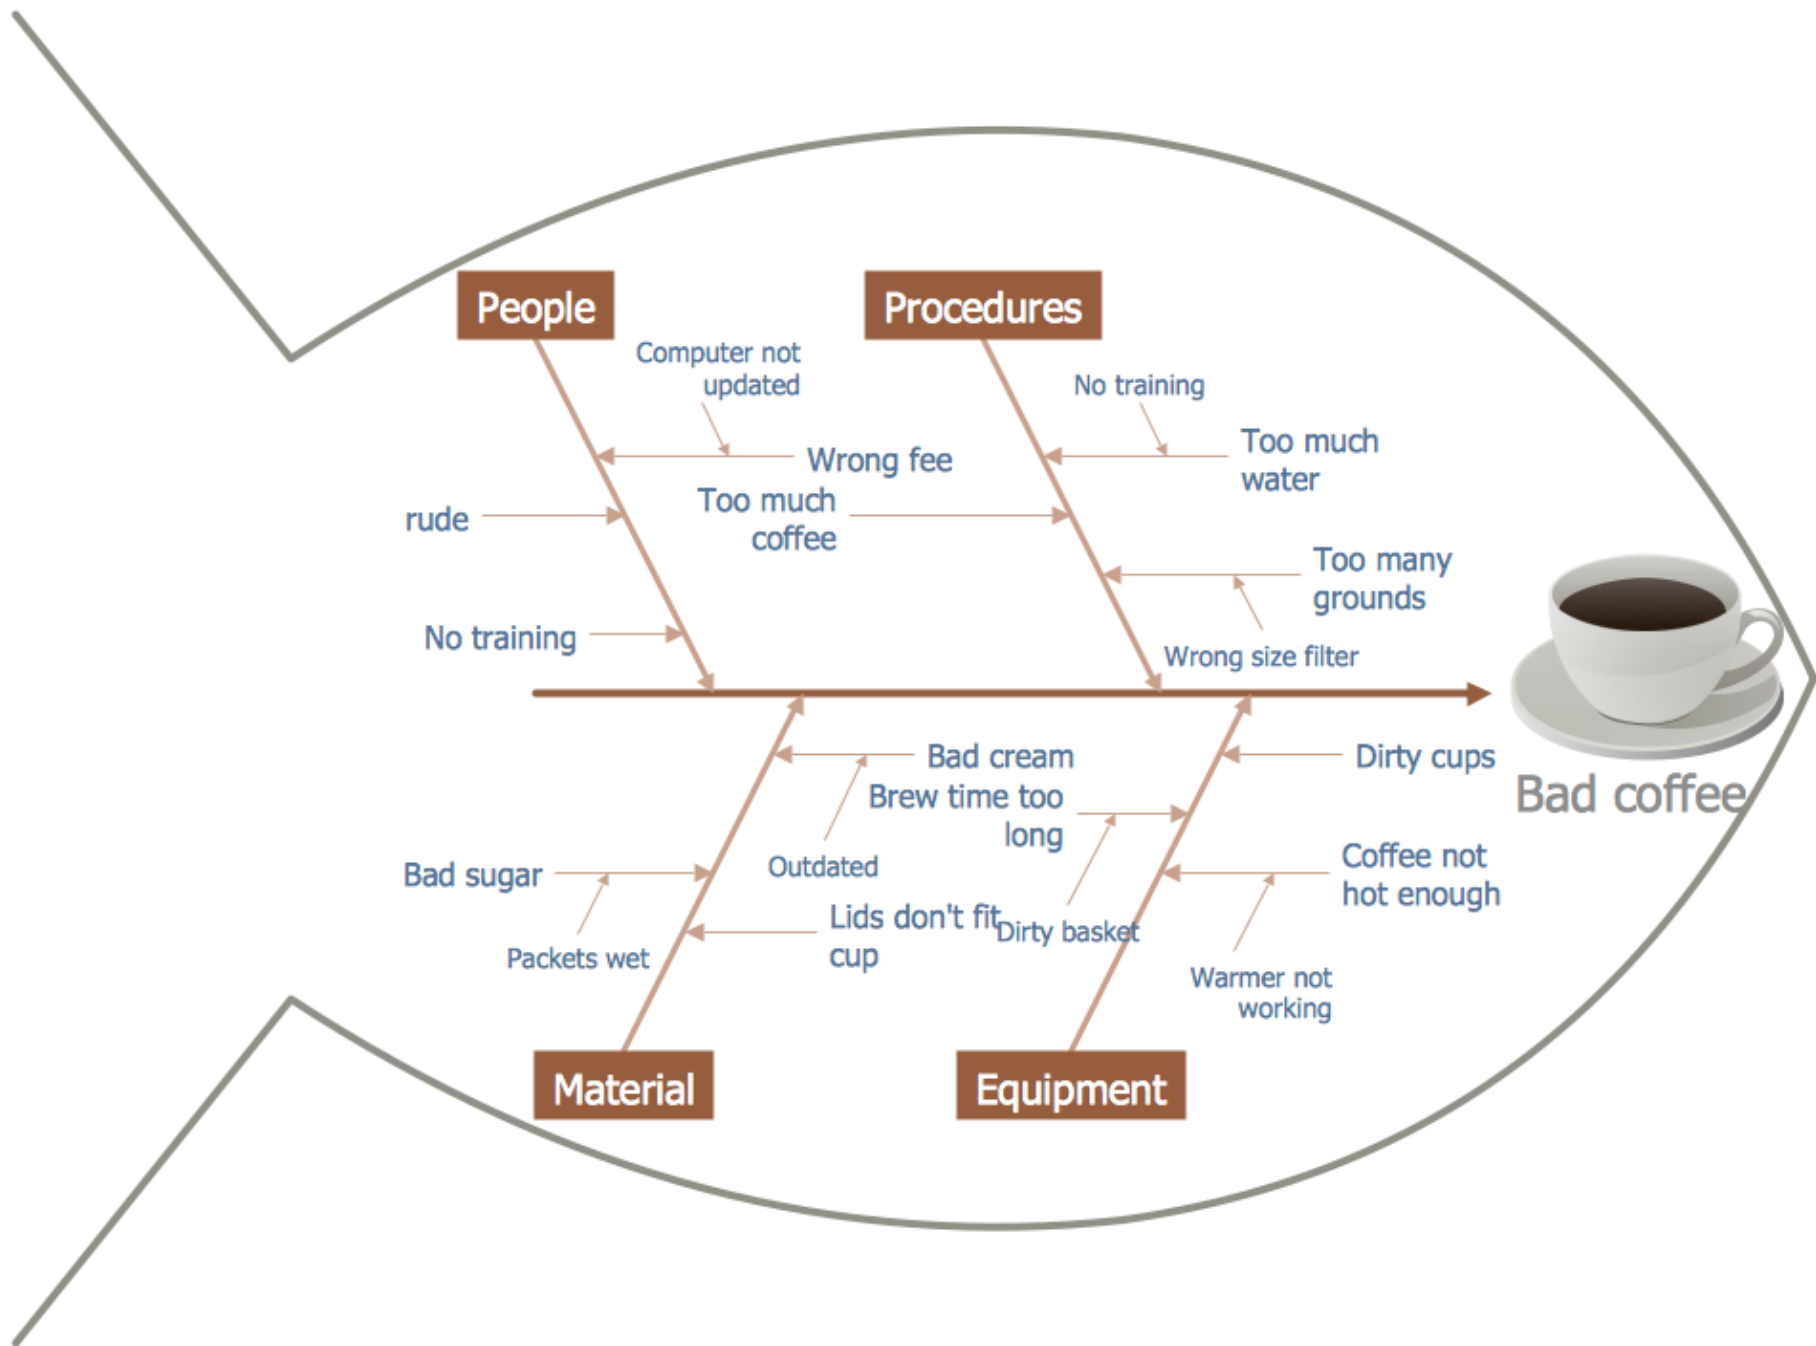 People
Procedures
Computer not
updated
No training
Wrong fee
Too much
water
rude
Too much
coffee
Too many
grounds
No training
Wrong size filter
Bad cream
Dirty cups
Brew time too
long
Bad coffee
Bad sugar
Outdated
Coffee not
hot enough
Lids don't fit
cup
Dirty basket
Packets wet
Warmer not
working
Material
Equipment